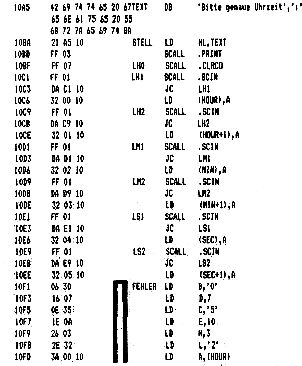 10A5 42 69 74 74 65 20 67TEXT DB 'Bitte genaue Uhrzeit',':'
65 6E 61 75 65 20 55
68 72 7A 65 69 74 BA
10BA 21 A5 10 STELL LD HL,TEXT
10BD FF 03 SCALL .PRINT
10BF FF 07 LH0 SCALL .CLRCO
10C1 FF 01 LH1 SCALL .SCIN
10C3 DA C1 10 JC LH1
10C6 32 00 10 LD (HOUR),A
10C9 FF 01 LH2 SCALL .SCIN
10CB DA C9 10 JC LH2
10CE 32 01 10 LD (HOUR+1),A
10D1 FF 01 LM1 SCALL .SCIN
10D3 DA D1 10 JC LM1
10D6 32 02 10 LD (MIN),A
10D9 FF 01 LM2 SCALL .SCIN
10DB DA D9 10 JC LM2
10DE 32 03 10 LD (MIN+1),A
10E1 FF 01 LS1 SCALL .SCIN
10E3 DA E1 10 JC LS1
10E6 32 04 10 LD (SEC),A
10E9 FF 01 LS2 SCALL .SCIN
10EB DA E9 10 JC LS2
10EE 32 05 10 LD (SEC+1),A
10F1 06 30 FEHLER LD B,'0'
10F3 16 07 LD D,7
10F5 0E 35 LD C,'5'
10F7 1E 0A LD E,10
10F9 26 03 LD H,3
10FB 2E 32 LD L,'2'
10FD 3A 00 10 LD A,(HOUR)